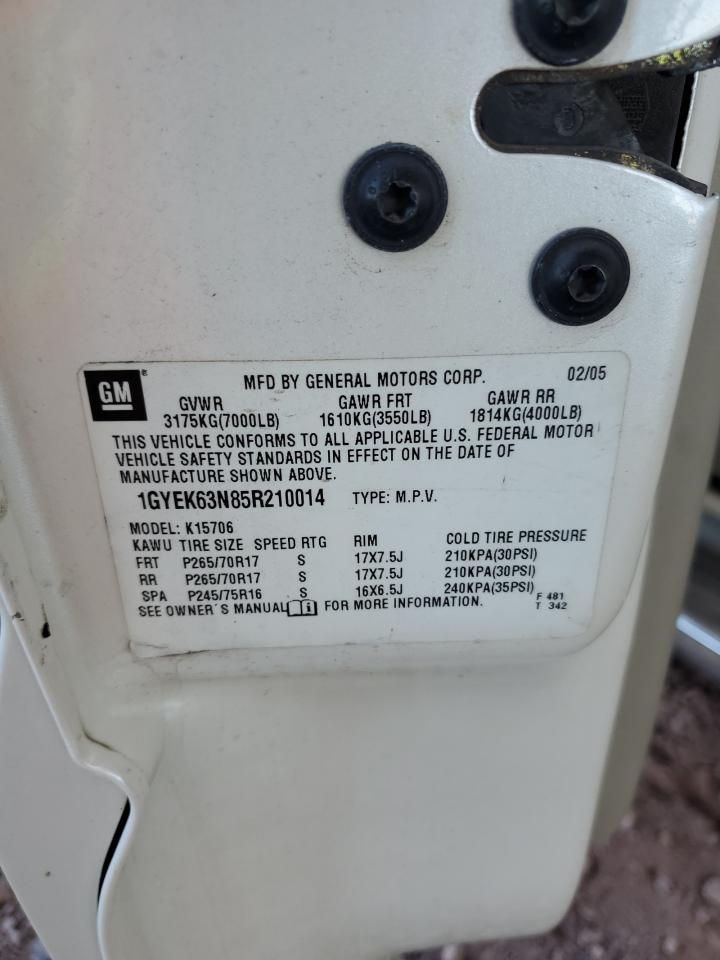 GM ® MFD BY GENERAL MOTORS CORP. 02/05
GVWR GAWR FRT GAWR RR
3175KG(7000LB) 1610KG(3550LB) 1814KG(4000LB)
THIS VEHICLE CONFORMS TO ALL APPLICABLE U.S. FEDERAL MOTOR
VEHICLE SAFETY STANDARDS IN EFFECT ON THE DATE OF
MANUFACTURE SHOWN ABOVE.
1GYEK63N85R210014 TYPE: M.P.V.
MODEL: K15706
KAWU TIRE SIZE SPEED RTG RIM COLD TIRE PRESSURE
FRT P265/70R17 S 17X7.5J 210KPA(30PSI)
RR P265/70R17 S 17X7.5J 210KPA(30PSI)
SPA P245/75R16 S 16X6.5J 240KPA(35PSI)
SEE OWNER'S MANUAL FOR MORE INFORMATION. F 481
T 342